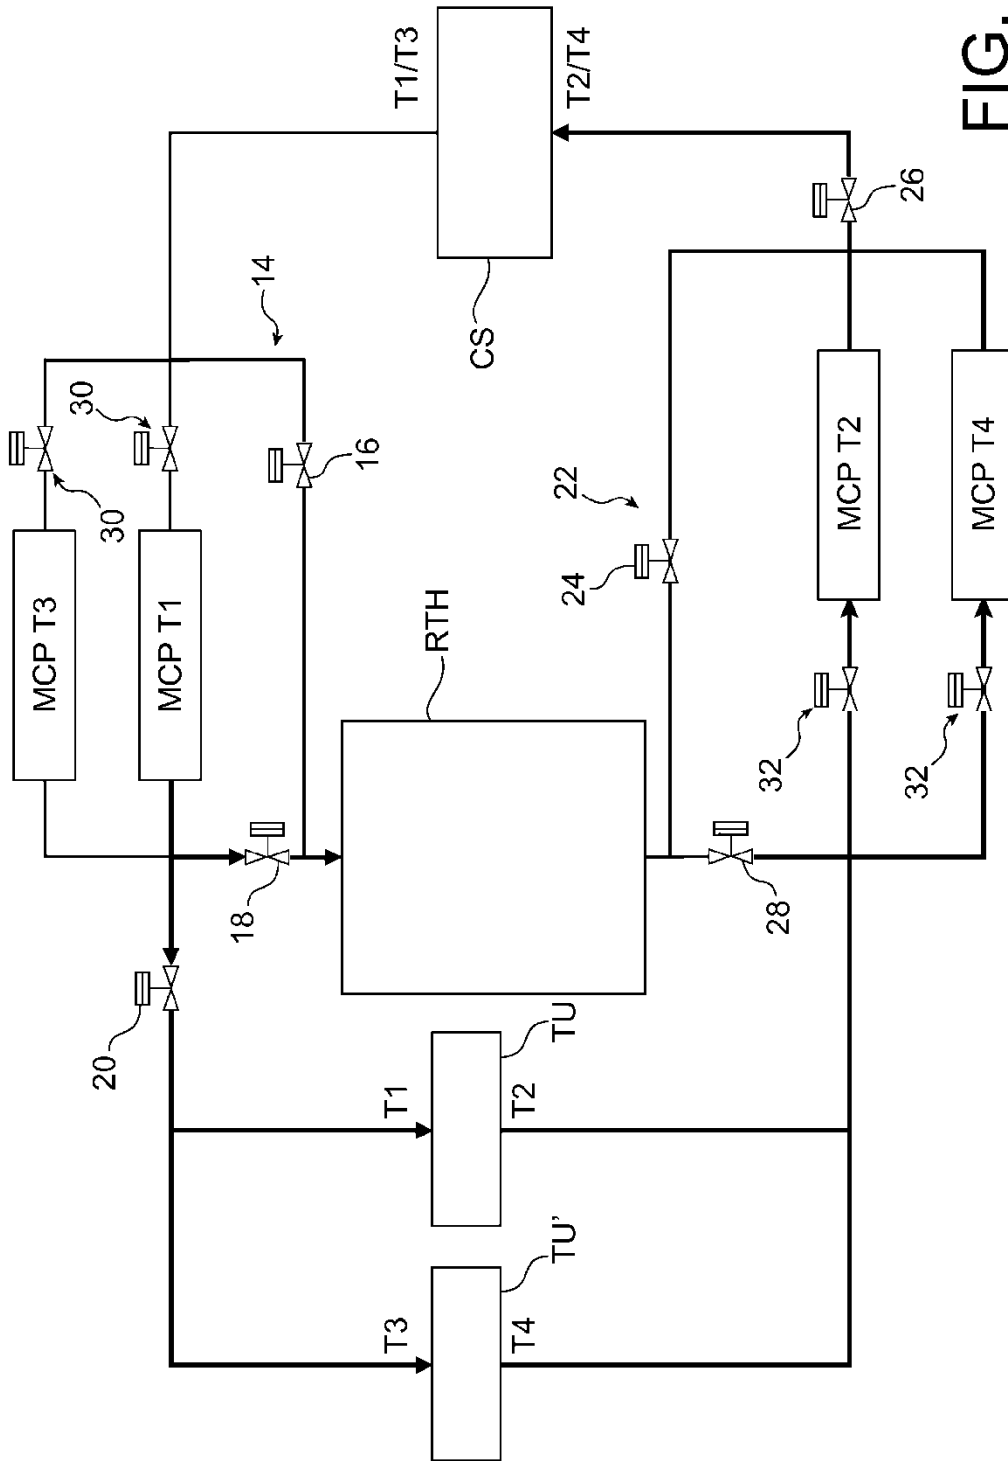 FIG.
T1/T3
T2/T4
CS
26
14
30
30
16
MCP T3
MCP T1
22
24
MCP T2
MCP T4
RTH
32
32
18
28
20
T1
T2
TU
T3
T4
TU'